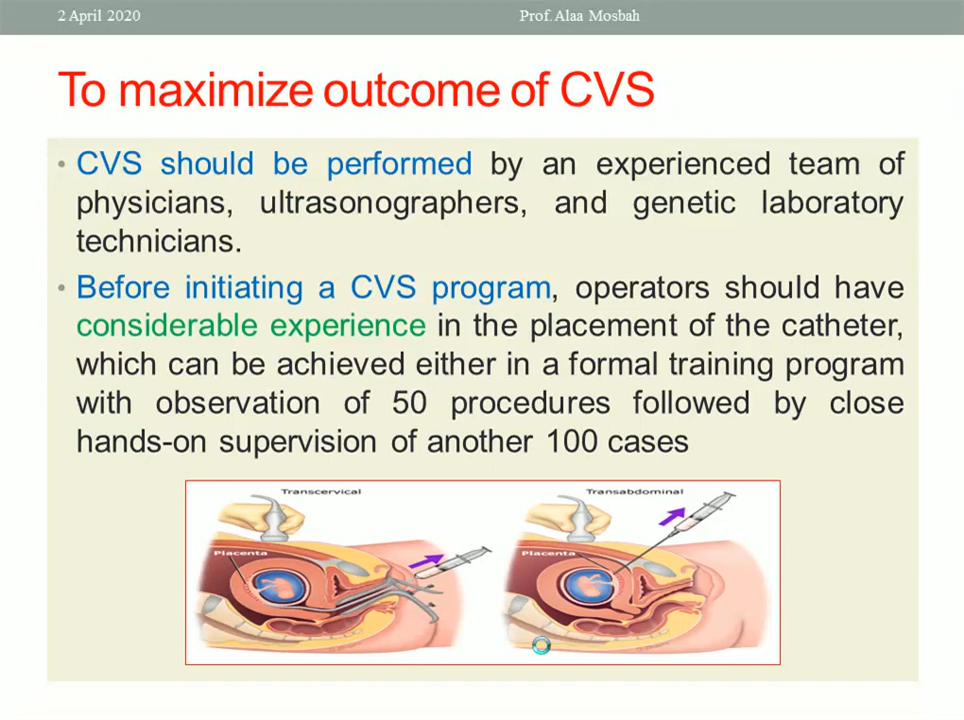 2 April 2020 Prof. Alaa Mosbah
To maximize outcome of CVS
• CVS should be performed by an experienced team of
physicians, ultrasonographers, and genetic laboratory
technicians.
• Before initiating a CVS program, operators should have
considerable experience in the placement of the catheter,
which can be achieved either in a formal training program
with observation of 50 procedures followed by close
hands-on supervision of another 100 cases
Transcervical Transabdominal
Placenta Placenta